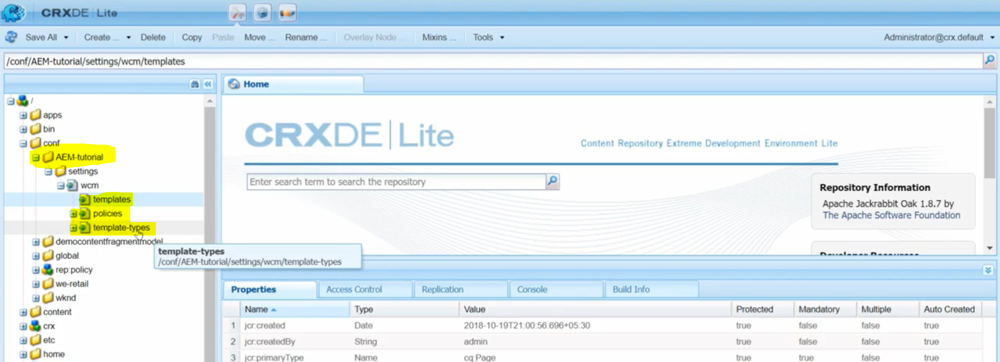 CRXDE | Lite
Save All Create ... Delete Copy Paste Move ... Rename ... Overlay Node ... Mixins ... Tools Administrator@crx.default
/conf/AEM-tutorial/settings/wcm/templates
/
apps
bin
conf
AEM-tutorial
settings
wcm
templates
policies
template-types
democontentfragmentmodel
global
rep:policy
we-retail
wknd
content
crx
etc
home
template-types
/conf/AEM-tutorial/settings/wcm/template-types
Home
CRXDE | Lite
Content Repository Extreme Development Environment Lite
Enter search term to search the repository
Repository Information
Apache Jackrabbit Oak 1.8.7 by
The Apache Software Foundation
Properties Access Control Replication Console Build Info
Name Type Value Protected Mandatory Multiple Auto Created
1 jcr:created Date 2018-10-19T21:00:56.696+05:30 true false false true
2 jcr:createdBy String admin true false false true
3 jcr:primaryType Name cq:Page true true false true